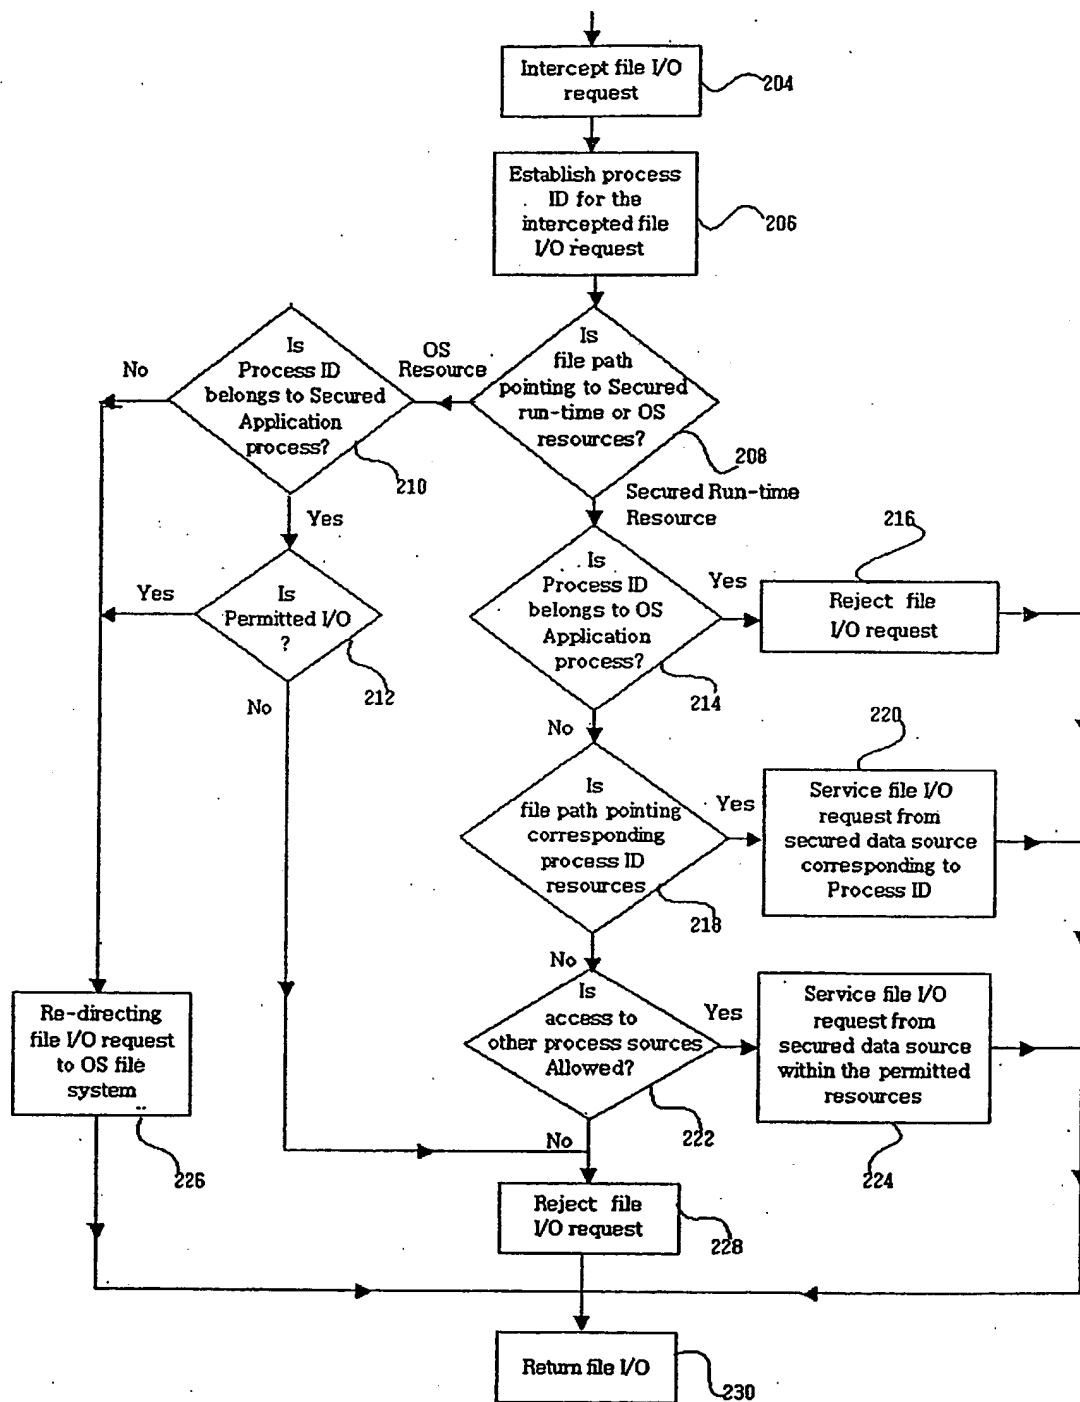 Intercept file I/O
request
204
Establish process
ID for the
intercepted file
I/O request
206
Is
file path
pointing to Secured
run-time or OS
resources?
208
OS
Resource
Is
Process ID
belongs to Secured
Application
process?
210
No
Yes
Secured Run-time
Resource
Is
Permitted I/O
?
212
Yes
No
Is
Process ID
belongs to OS
Application
process?
214
Yes
216
Reject file
I/O request
No
Is
file path pointing
corresponding
process ID
resources
218
Yes
220
Service file I/O
request from
secured data source
corresponding to
Process ID
No
Is
access to
other process sources
Allowed?
222
Yes
Service file I/O
request from
secured data source
within the permitted
resources
224
No
Re-directing
file I/O request
to OS file
system
226
Reject file
I/O request
228
Return file I/O
230